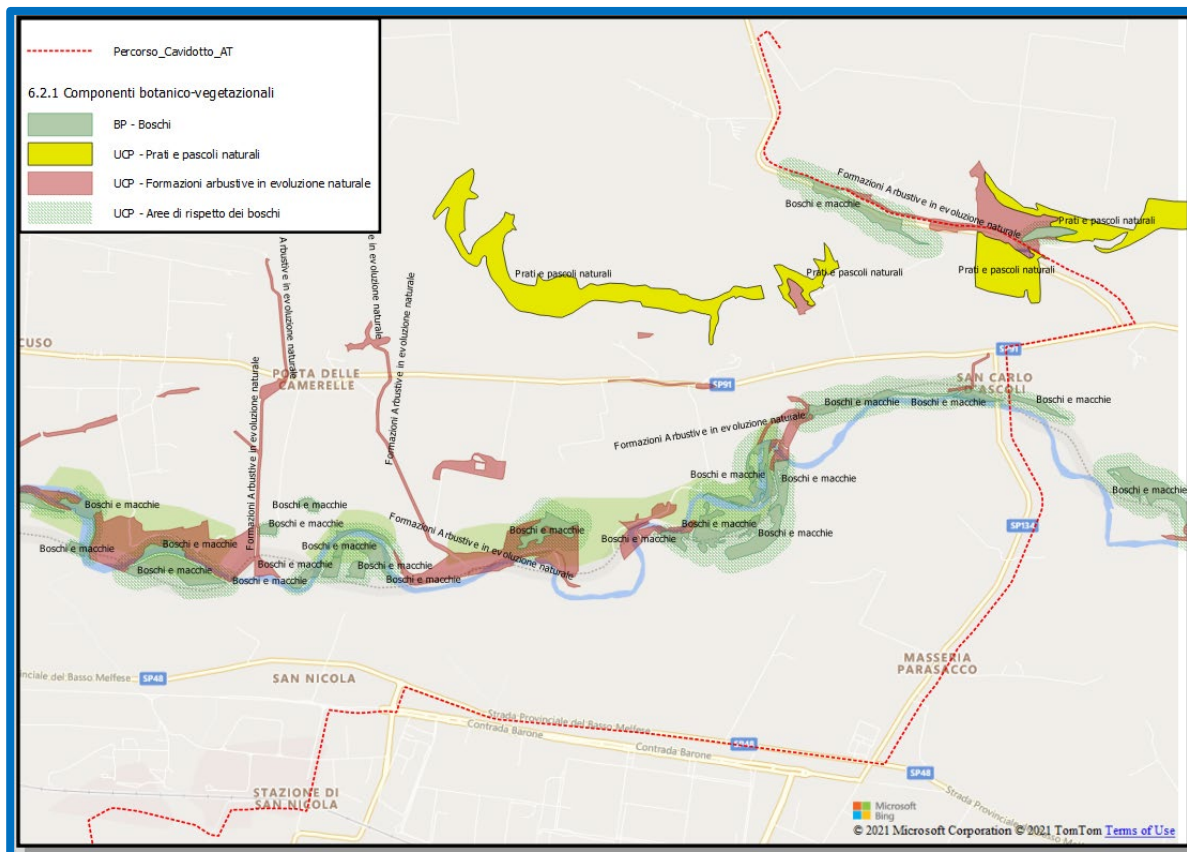 Percorso_Cavidotto_AT
6.2.1 Componenti botanico-vegetazionali
BP - Boschi
UCP - Prati e pascoli naturali
UCP - Formazioni arbustive in evoluzione naturale
UCP - Aree di rispetto dei boschi
Formazioni Arbustive in evoluzione naturale
Boschi e macchie
Prati e pascoli naturali
Prati e pascoli naturali
Prati e pascoli naturali
Prati e pascoli naturali
Arbustive in evoluzione naturale
e in evoluzione naturale
Formazioni Arbustive in evoluzione naturale
Formazioni Arbustive in evoluzione naturale
CUSO
POSTA DELLE
CAMERELLE
SP91
SP91
SAN CARLO
D'ASCOLI
Boschi e macchie
Boschi e macchie
Boschi e macchie
Formazioni Arbustive in evoluzione naturale
Boschi e macchie
Boschi e macchie
Boschi e macchie
Boschi e macchie
Boschi e macchie
Boschi e macchie
Formazioni Arbustive in evoluzione naturale
Boschi e macchie
Boschi e macchie
Boschi e macchie
Boschi e macchie
Boschi e macchie
Boschi e macchie
Boschi e macchie
Boschi e macchie
Boschi e macchie
Boschi e macchie
Boschi e macchie
SP134
MASSERIA
PARASACCO
SP48
SAN NICOLA
Strada Provinciale del Basso Melfese
Contrada Barone
Contrada Barone
SP48
SP48
STAZIONE DI
SAN NICOLA
Strada Provinciale
Microsoft
Bing
© 2021 Microsoft Corporation © 2021 TomTom Terms of Use